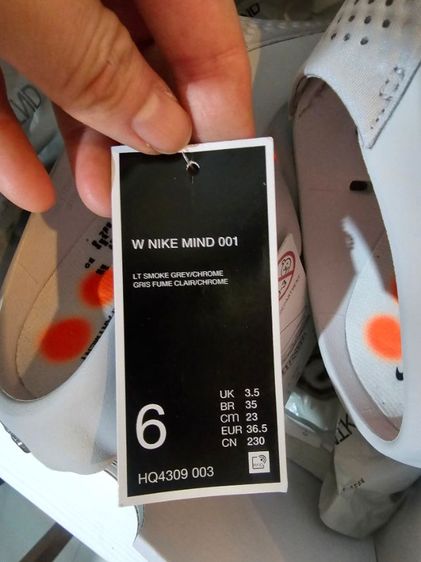 W NIKE MIND 001
LT SMOKE GREY/CHROME
GRIS FUME CLAIR/CHROME
6
UK 3.5
BR 35
cm 23
EUR 36.5
CN 230
HQ4309 003